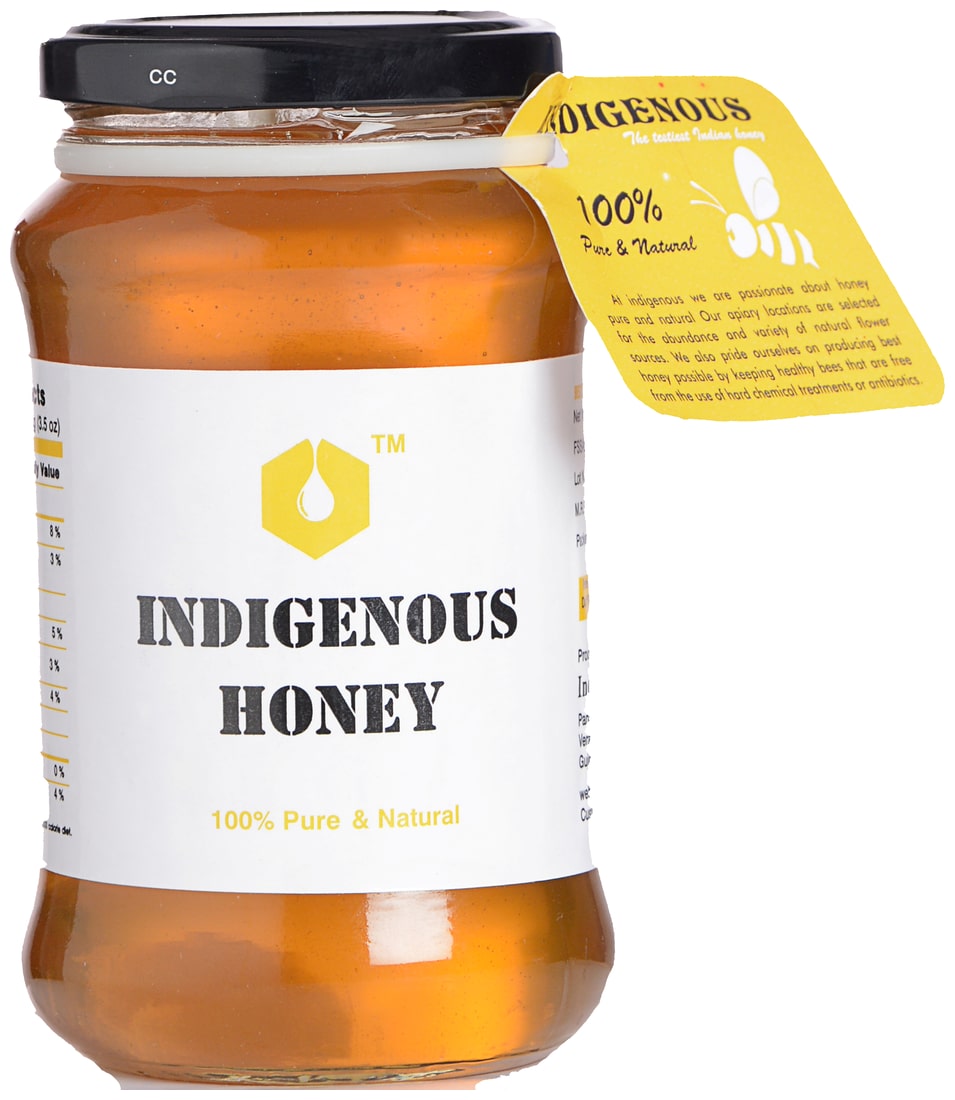 CC
INDIGENOUS
The testiest Indian honey
100%
Pure & Natural
At indigenous we are passionate about honey
pure and natural Our apiary locations are selected
for the abundance and variety of natural flower
sources. We also pride ourselves on producing best
honey possible by keeping healthy bees that are free
from the use of hard chemical treatments or antibiotics.
(3.5 oz)
Value
8%
3%
5%
3%
4%
0%
4%
calorie diet.
TM
INDIGENOUS
HONEY
100% Pure & Natural